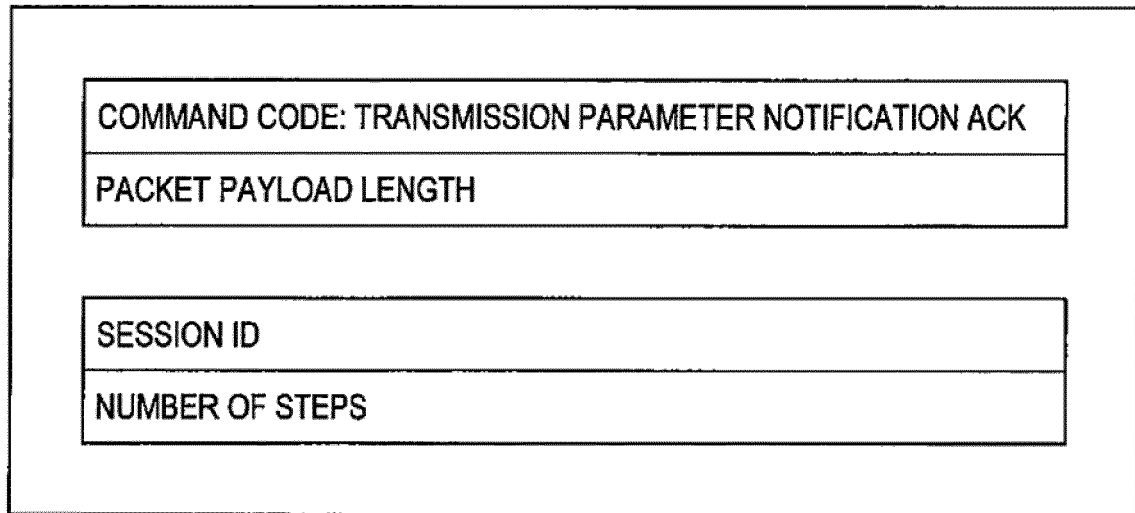 COMMAND CODE: TRANSMISSION PARAMETER NOTIFICATION ACK
PACKET PAYLOAD LENGTH
SESSION ID
NUMBER OF STEPS